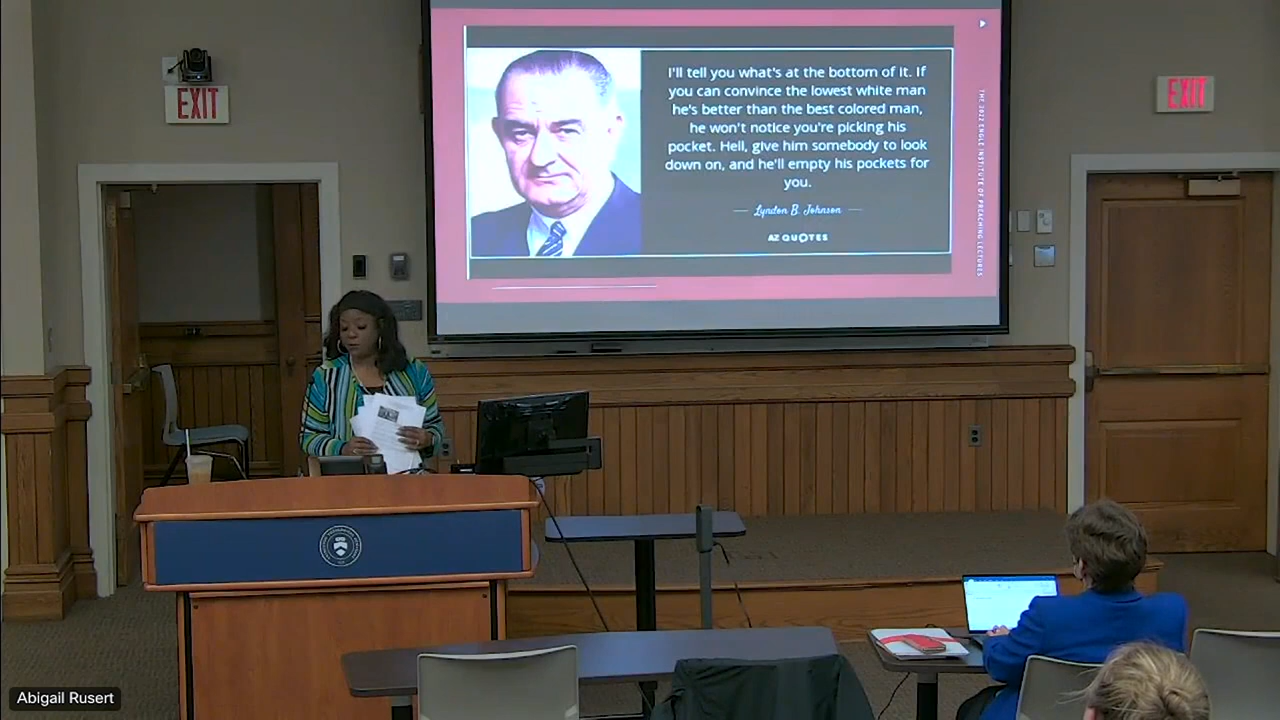 EXIT
I'll tell you what's at the bottom of it. If
you can convince the lowest white man
he's better than the best colored man,
he won't notice you're picking his
pocket. Hell, give him somebody to look
down on, and he'll empty his pockets for
you.
Lyndon B. Johnson
AZ QUOTES
THE 2022 ENGLE INSTITUTE OF PREACHING LECTURES
EXIT
Abigail Rusert